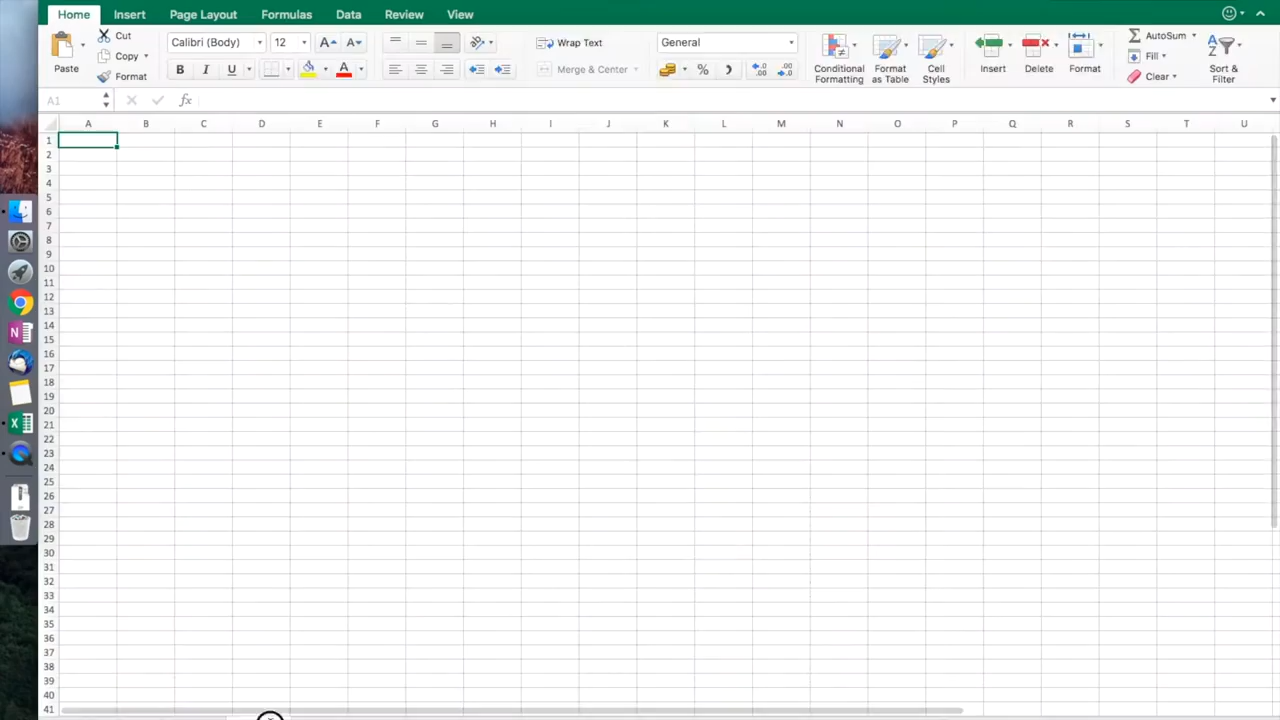 Home Insert Page Layout Formulas Data Review View
Cut
Calibri (Body) 12
Wrap Text
General
AutoSum
Copy
Fill
Paste
Format
B I U
A
Merge & Center
%
Conditional Formatting
Format as Table
Cell Styles
Insert
Delete
Format
Clear
Sort & Filter
A1
fx
A B C D E F G H I J K L M N O P Q R S T U
1
2
3
4
5
6
7
8
9
10
11
12
13
14
15
16
17
18
19
20
21
22
23
24
25
26
27
28
29
30
31
32
33
34
35
36
37
38
39
40
41